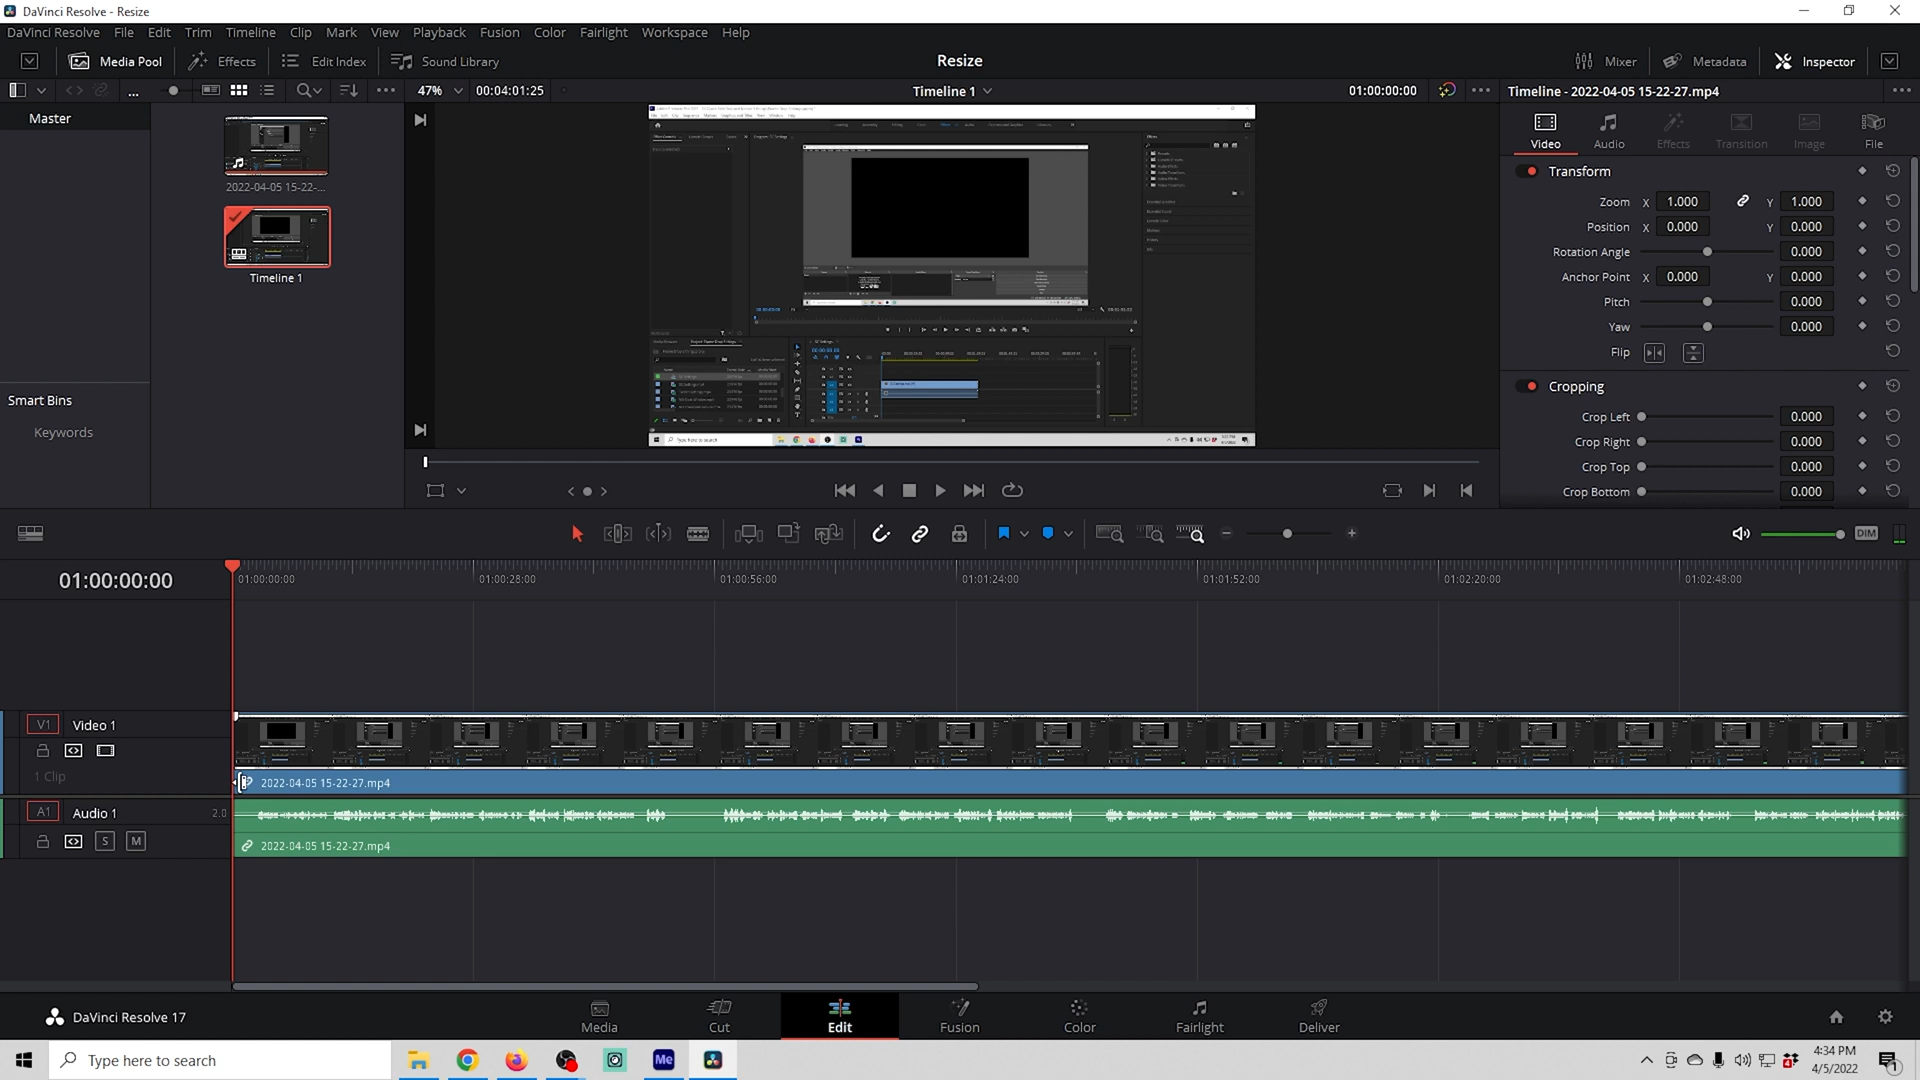 DaVinci Resolve - Resize
DaVinci Resolve File Edit Trim Timeline Clip Mark View Playback Fusion Color Fairlight Workspace Help
Media Pool Effects Edit Index Sound Library Resize Mixer Metadata Inspector
47% 00:04:01:25 Timeline 1 01:00:00:00 Timeline - 2022-04-05 15-22-27.mp4
Master
2022-04-05 15-22-...
Timeline 1
Smart Bins
Keywords
Video Audio Effects Transition Image File
Transform
Zoom X 1.000 Y 1.000
Position X 0.000 Y 0.000
Rotation Angle 0.000
Anchor Point X 0.000 Y 0.000
Pitch 0.000
Yaw 0.000
Flip
Cropping
Crop Left 0.000
Crop Right 0.000
Crop Top 0.000
Crop Bottom 0.000
Type here to search
DIM
01:00:00:00
01:00:00:00 01:00:28:00 01:00:56:00 01:01:24:00 01:01:52:00 01:02:20:00 01:02:48:00
V1 Video 1
1 Clip
2022-04-05 15-22-27.mp4
A1 Audio 1 2.0
S M
2022-04-05 15-22-27.mp4
DaVinci Resolve 17
Media Cut Edit Fusion Color Fairlight Deliver
Type here to search
Me
4:34 PM
4/5/2022